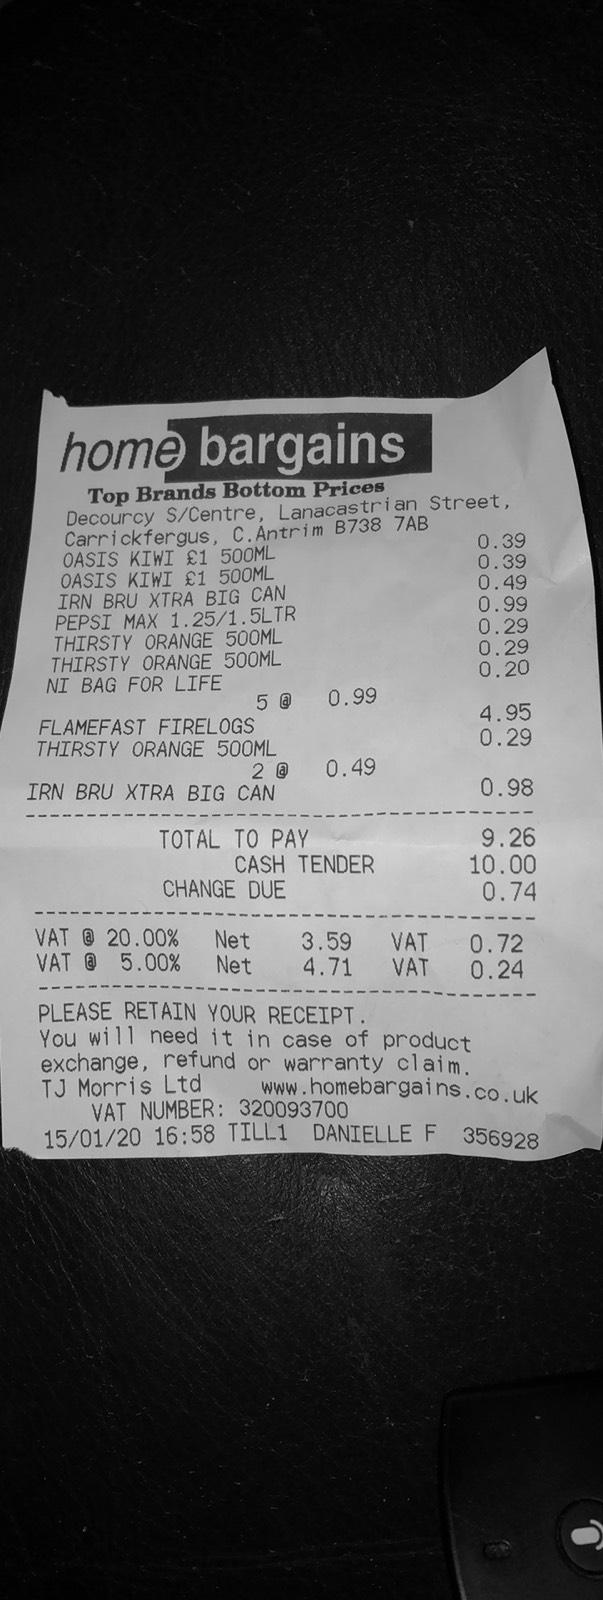 home bargains
Top Brands Bottom Prices
Decourcy S/Centre, Lanacastrian Street,
Carrickfergus, C.Antrim B738 7AB
OASIS KIWI £1 500ML 0.39
OASIS KIWI £1 500ML 0.39
IRN BRU XTRA BIG CAN 0.49
PEPSI MAX 1.25/1.5LTR 0.99
THIRSTY ORANGE 500ML 0.29
THIRSTY ORANGE 500ML 0.29
NI BAG FOR LIFE 0.20
5 @ 0.99
FLAMEFAST FIRELOGS 4.95
THIRSTY ORANGE 500ML 0.29
2 @ 0.49
IRN BRU XTRA BIG CAN 0.98
TOTAL TO PAY 9.26
CASH TENDER 10.00
CHANGE DUE 0.74
VAT @ 20.00% Net 3.59 VAT 0.72
VAT @ 5.00% Net 4.71 VAT 0.24
PLEASE RETAIN YOUR RECEIPT.
You will need it in case of product
exchange, refund or warranty claim.
TJ Morris Ltd www.homebargains.co.uk
VAT NUMBER: 320093700
15/01/20 16:58 TILL1 DANIELLE F 356928